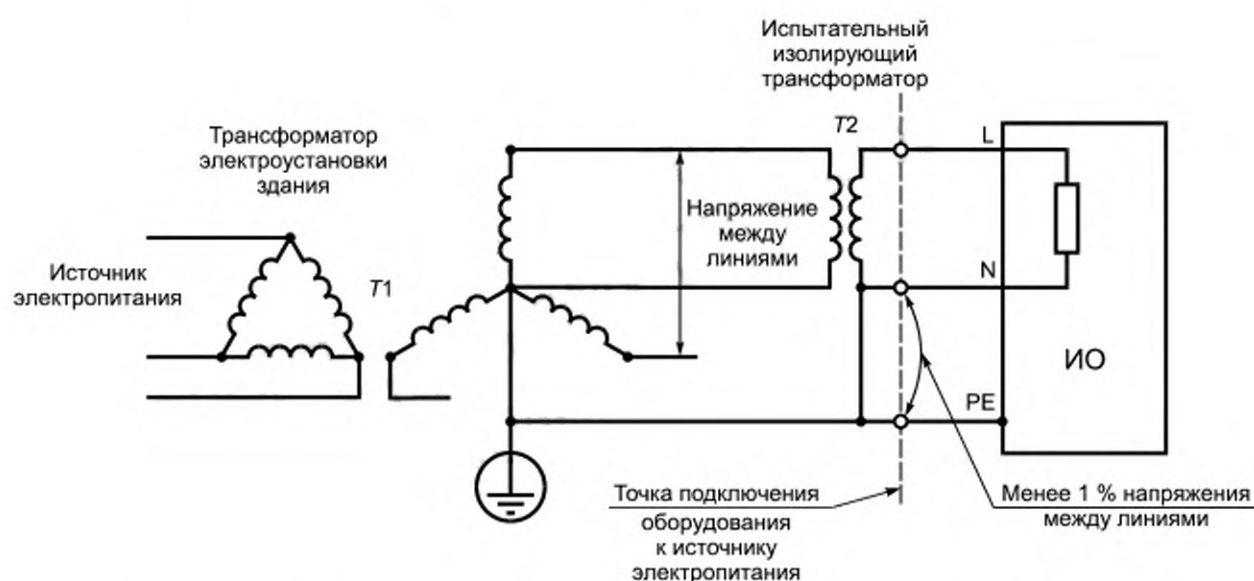 Испытательный
изолирующий
трансформатор
T2
L
Трансформатор
электроустановки
здания
Напряжение
между
линиями
Источник
электропитания
T1
N
ИО
PE
Точка подключения
оборудования
к источнику
электропитания
Менее 1 % напряжения
между линиями